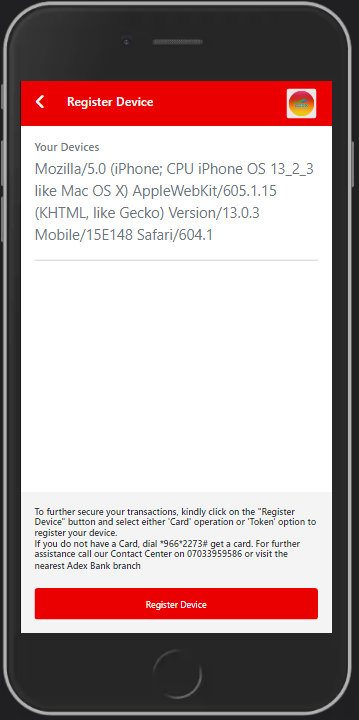 Register Device
Your Devices
Mozilla/5.0 (iPhone; CPU iPhone OS 13_2_3
like Mac OS X) AppleWebKit/605.1.15
(KHTML, like Gecko) Version/13.0.3
Mobile/15E148 Safari/604.1
To further secure your transactions, kindly click on the "Register
Device" button and select either 'Card' operation or 'Token' option to
register your device.
If you do not have a Card, dial *966*2273# get a card. For further
assistance call our Contact Center on 07033959586 or visit the
nearest Adex Bank branch
Register Device